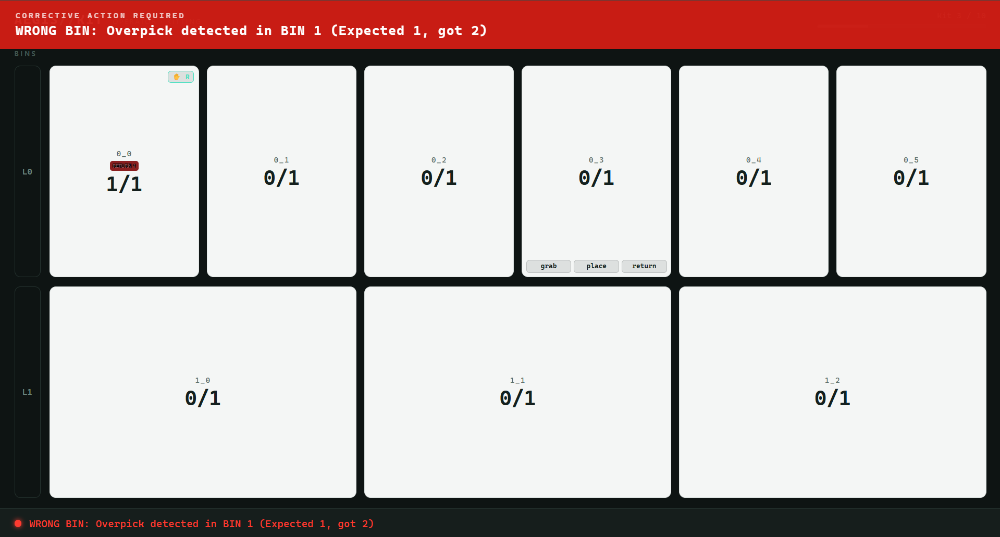 CORRECTIVE ACTION REQUIRED
WRONG BIN: Overpick detected in BIN 1 (Expected 1, got 2)
BINS
L0
R
0_0
RETURN 1
1/1
0_1
0/1
0_2
0/1
0_3
0/1
grab place return
0_4
0/1
0_5
0/1
L1
1_0
0/1
1_1
0/1
1_2
0/1
WRONG BIN: Overpick detected in BIN 1 (Expected 1, got 2)